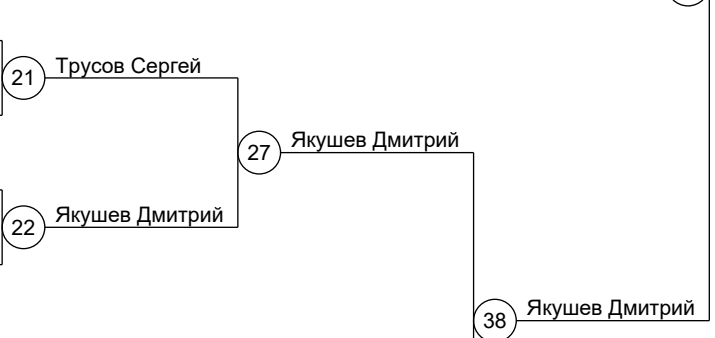 21 Трусов Сергей
27 Якушев Дмитрий
22 Якушев Дмитрий
38 Якушев Дмитрий